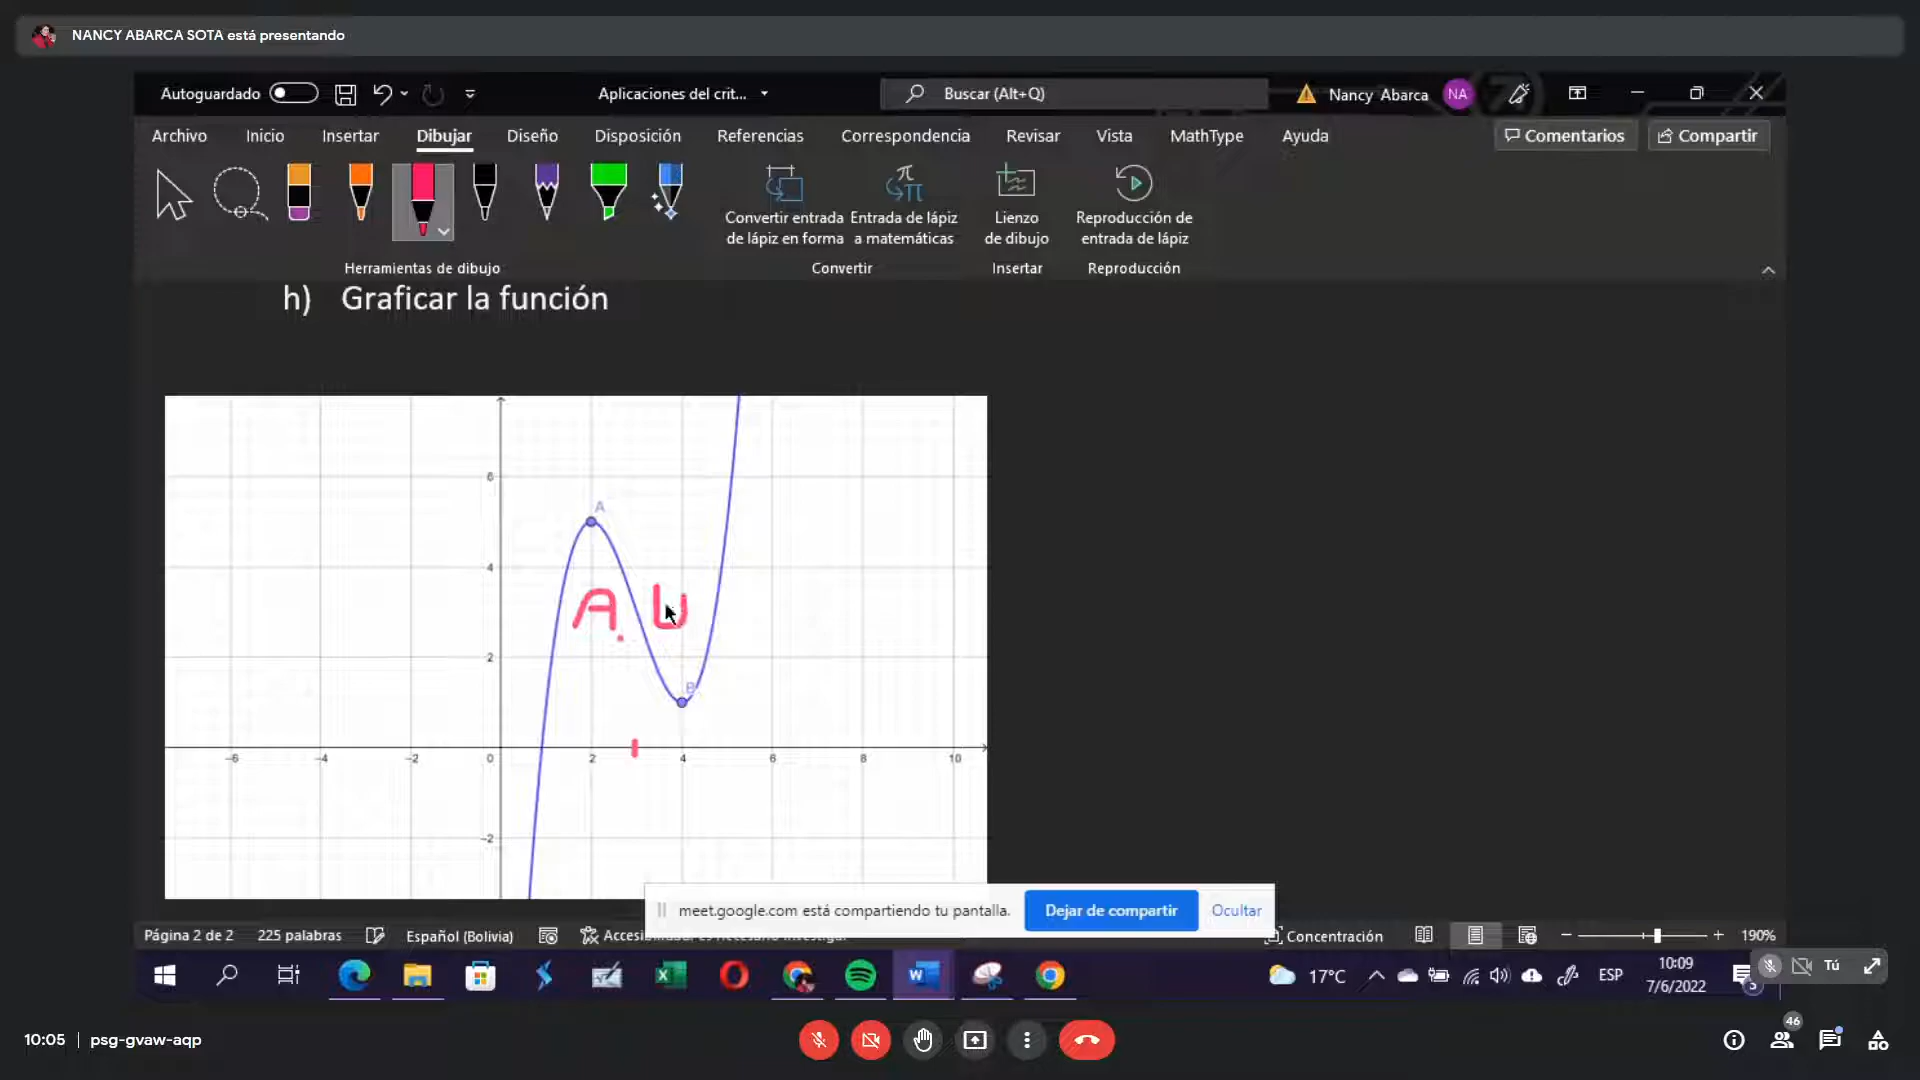 NANCY ABARCA SOTA está presentando
Autoguardado
Aplicaciones del crit...
Buscar (Alt+Q)
Nancy Abarca
NA
Archivo Inicio Insertar Dibujar Diseño Disposición Referencias Correspondencia Revisar Vista MathType Ayuda
Comentarios
Compartir
Convertir entrada de lápiz en forma
Entrada de lápiz a matemáticas
Lienzo de dibujo
Reproducción de entrada de lápiz
Herramientas de dibujo
Convertir
Insertar
Reproducción
h) Graficar la función
A
B
A. U
6
4
2
-2
-6 -4 -2 0 2 4 6 8 10
meet.google.com está compartiendo tu pantalla.
Dejar de compartir
Ocultar
Página 2 de 2
225 palabras
Español (Bolivia)
Concentración
190%
17°C
ESP
10:09
7/6/2022
Tú
10:05 | psg-gvaw-aqp
46